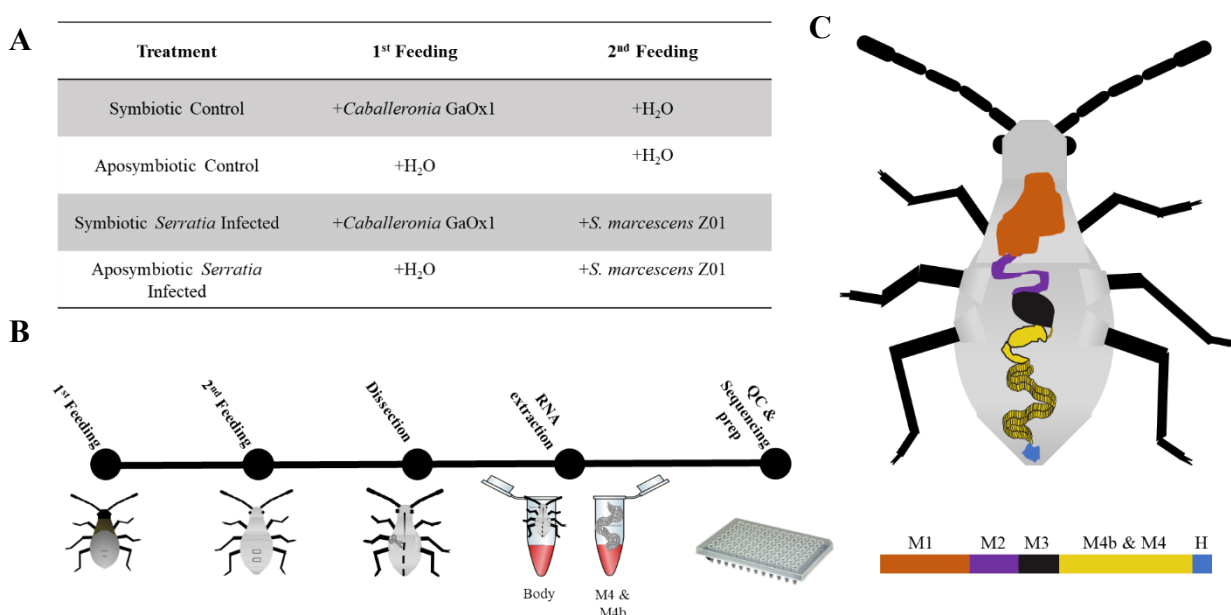 A
Treatment 1st Feeding 2nd Feeding
Symbiotic Control +Caballeronia GaOx1 +H2O
Aposymbiotic Control +H2O +H2O
Symbiotic Serratia Infected +Caballeronia GaOx1 +S. marcescens Z01
Aposymbiotic Serratia
Infected +H2O +S. marcescens Z01
B
1st Feeding
2nd Feeding
Dissection
RNA
extraction
QC &
Sequencing
prep
Body
M4 &
M4b
C
M1 M2 M3 M4b & M4 H